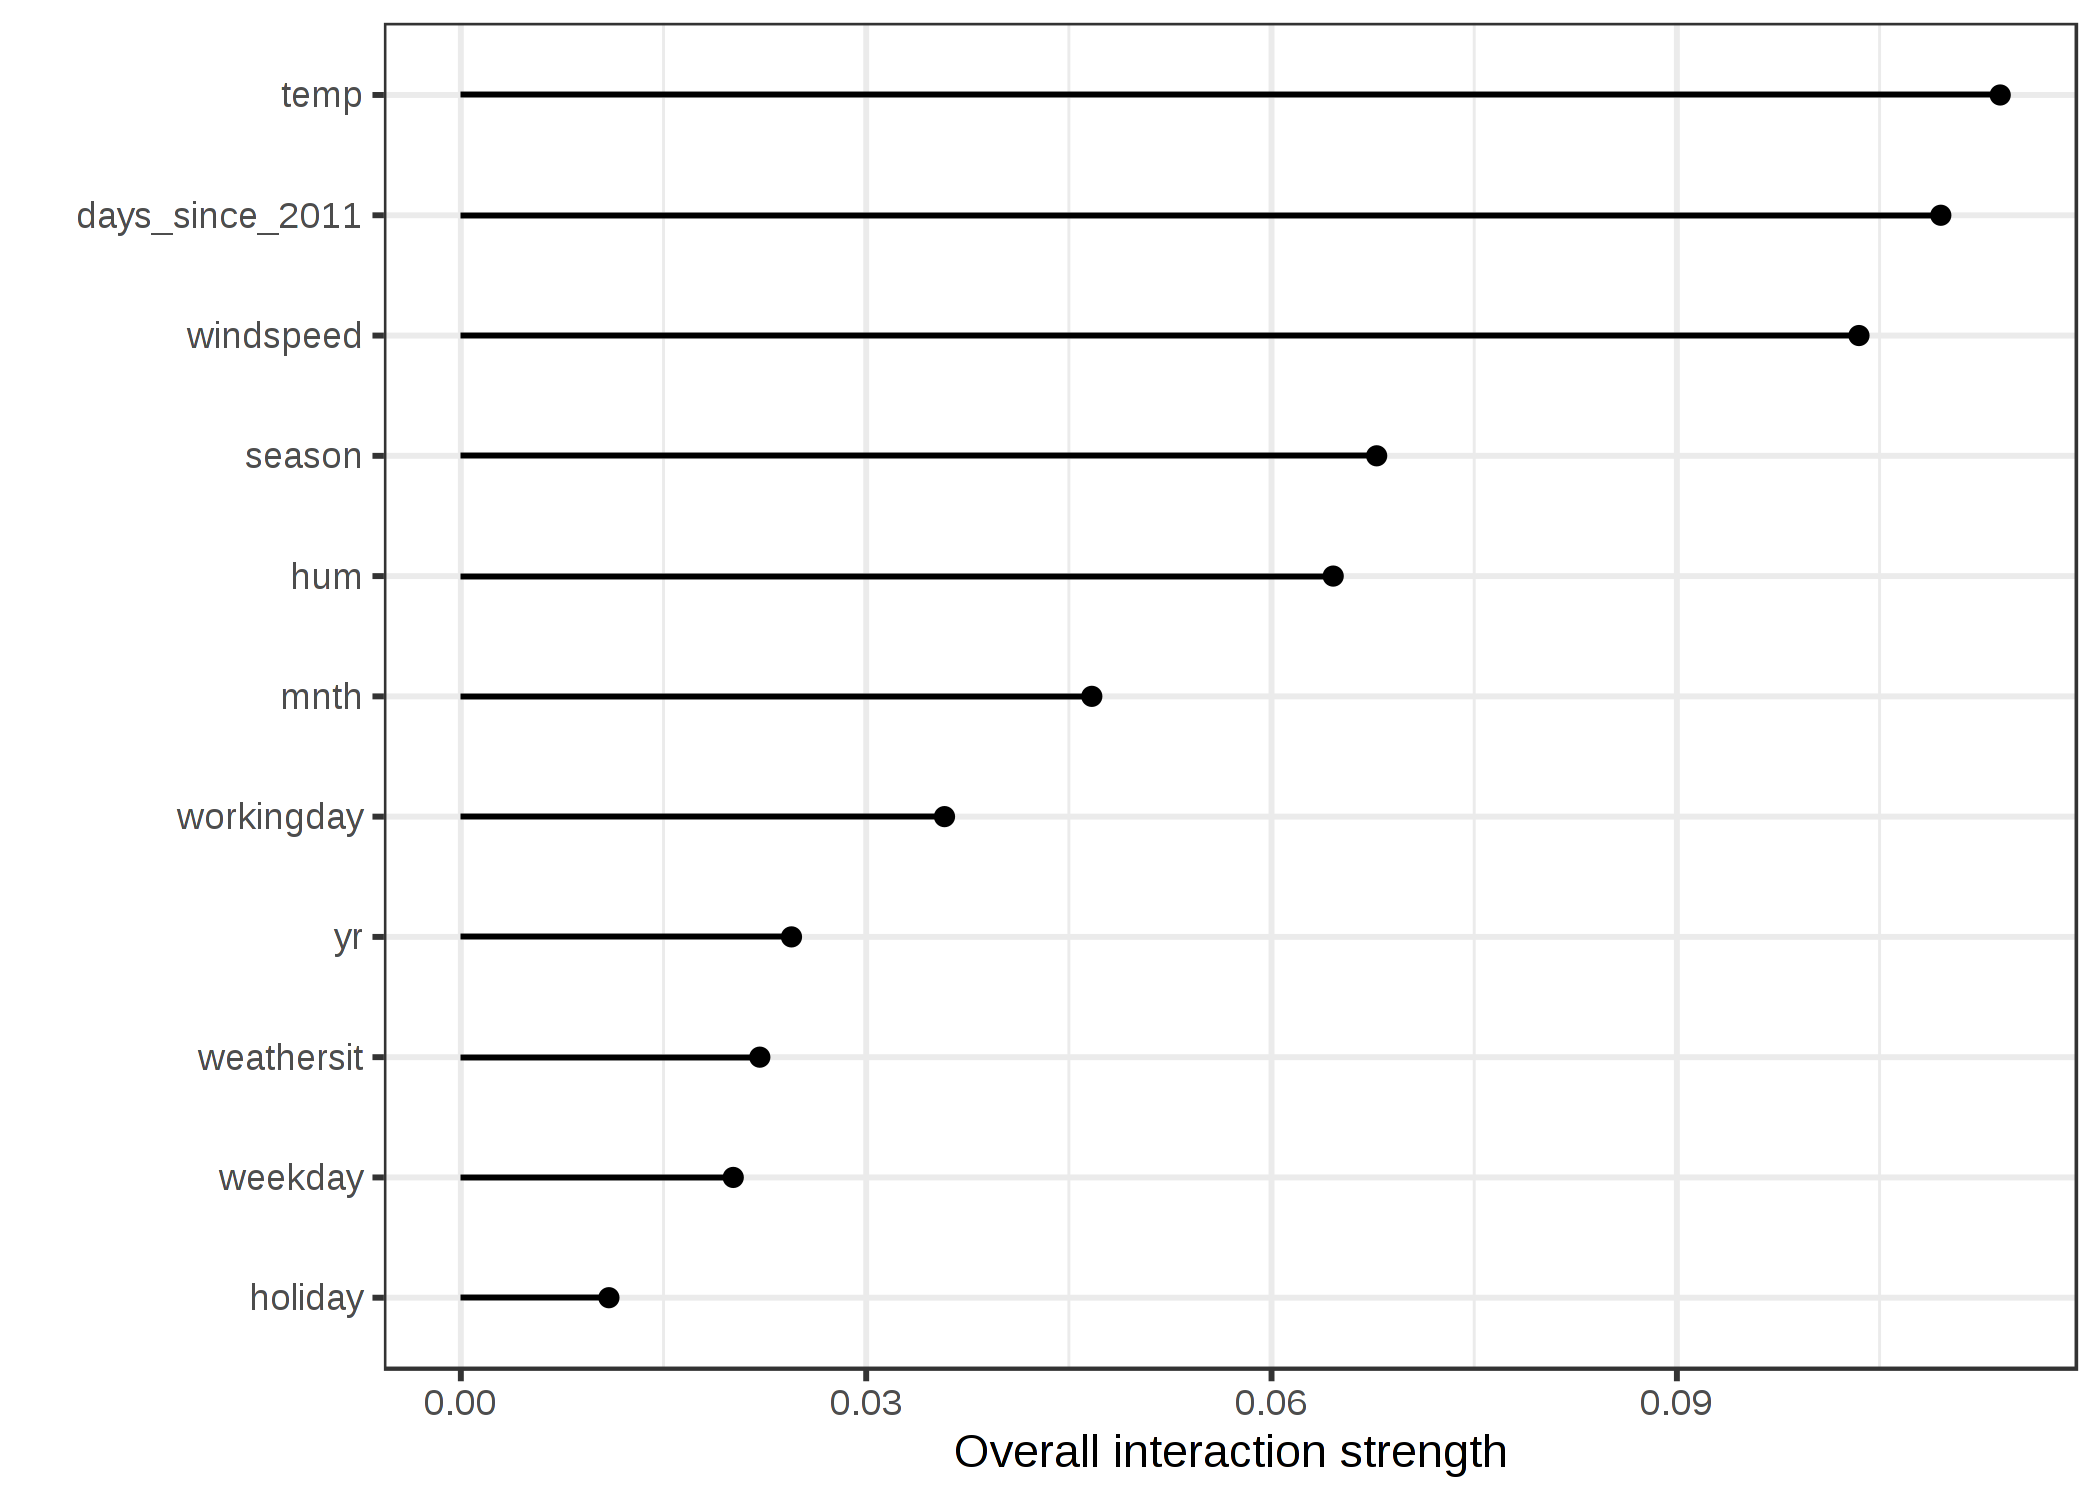 temp
days_since_2011
windspeed
season
hum
mnth
workingday
yr
weathersit
weekday
holiday
0.00 0.03 0.06 0.09
Overall interaction strength